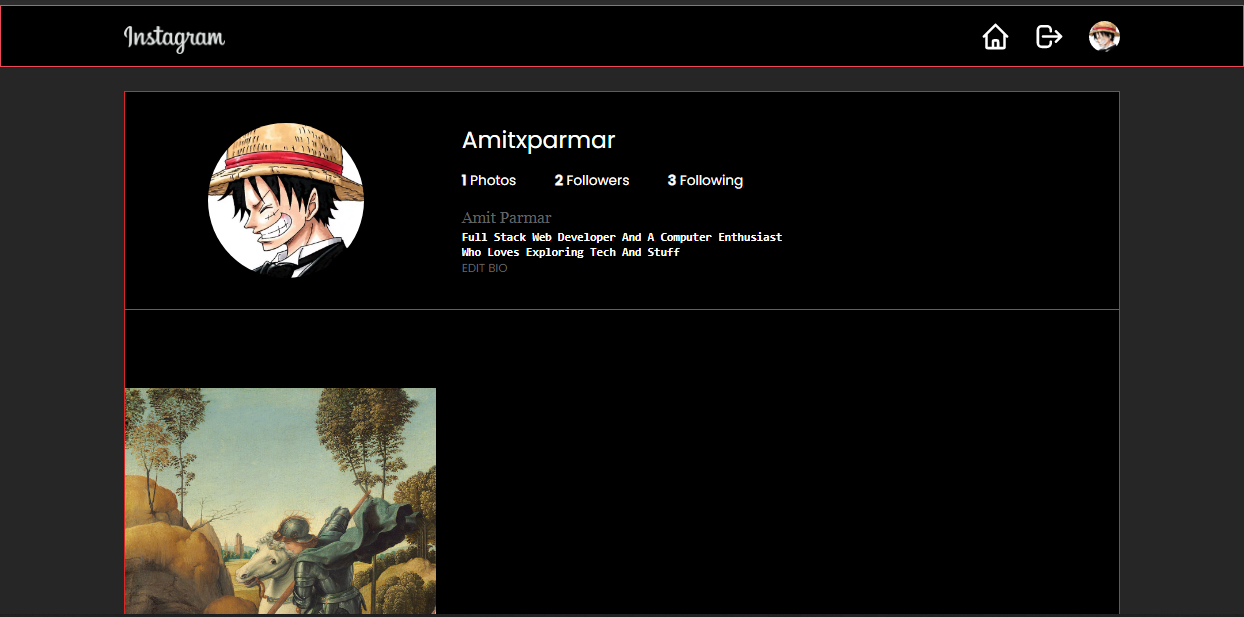 Instagram
Amitxparmar
1 Photos 2 Followers 3 Following
Amit Parmar
Full Stack Web Developer And A Computer Enthusiast
Who Loves Exploring Tech And Stuff
EDIT BIO